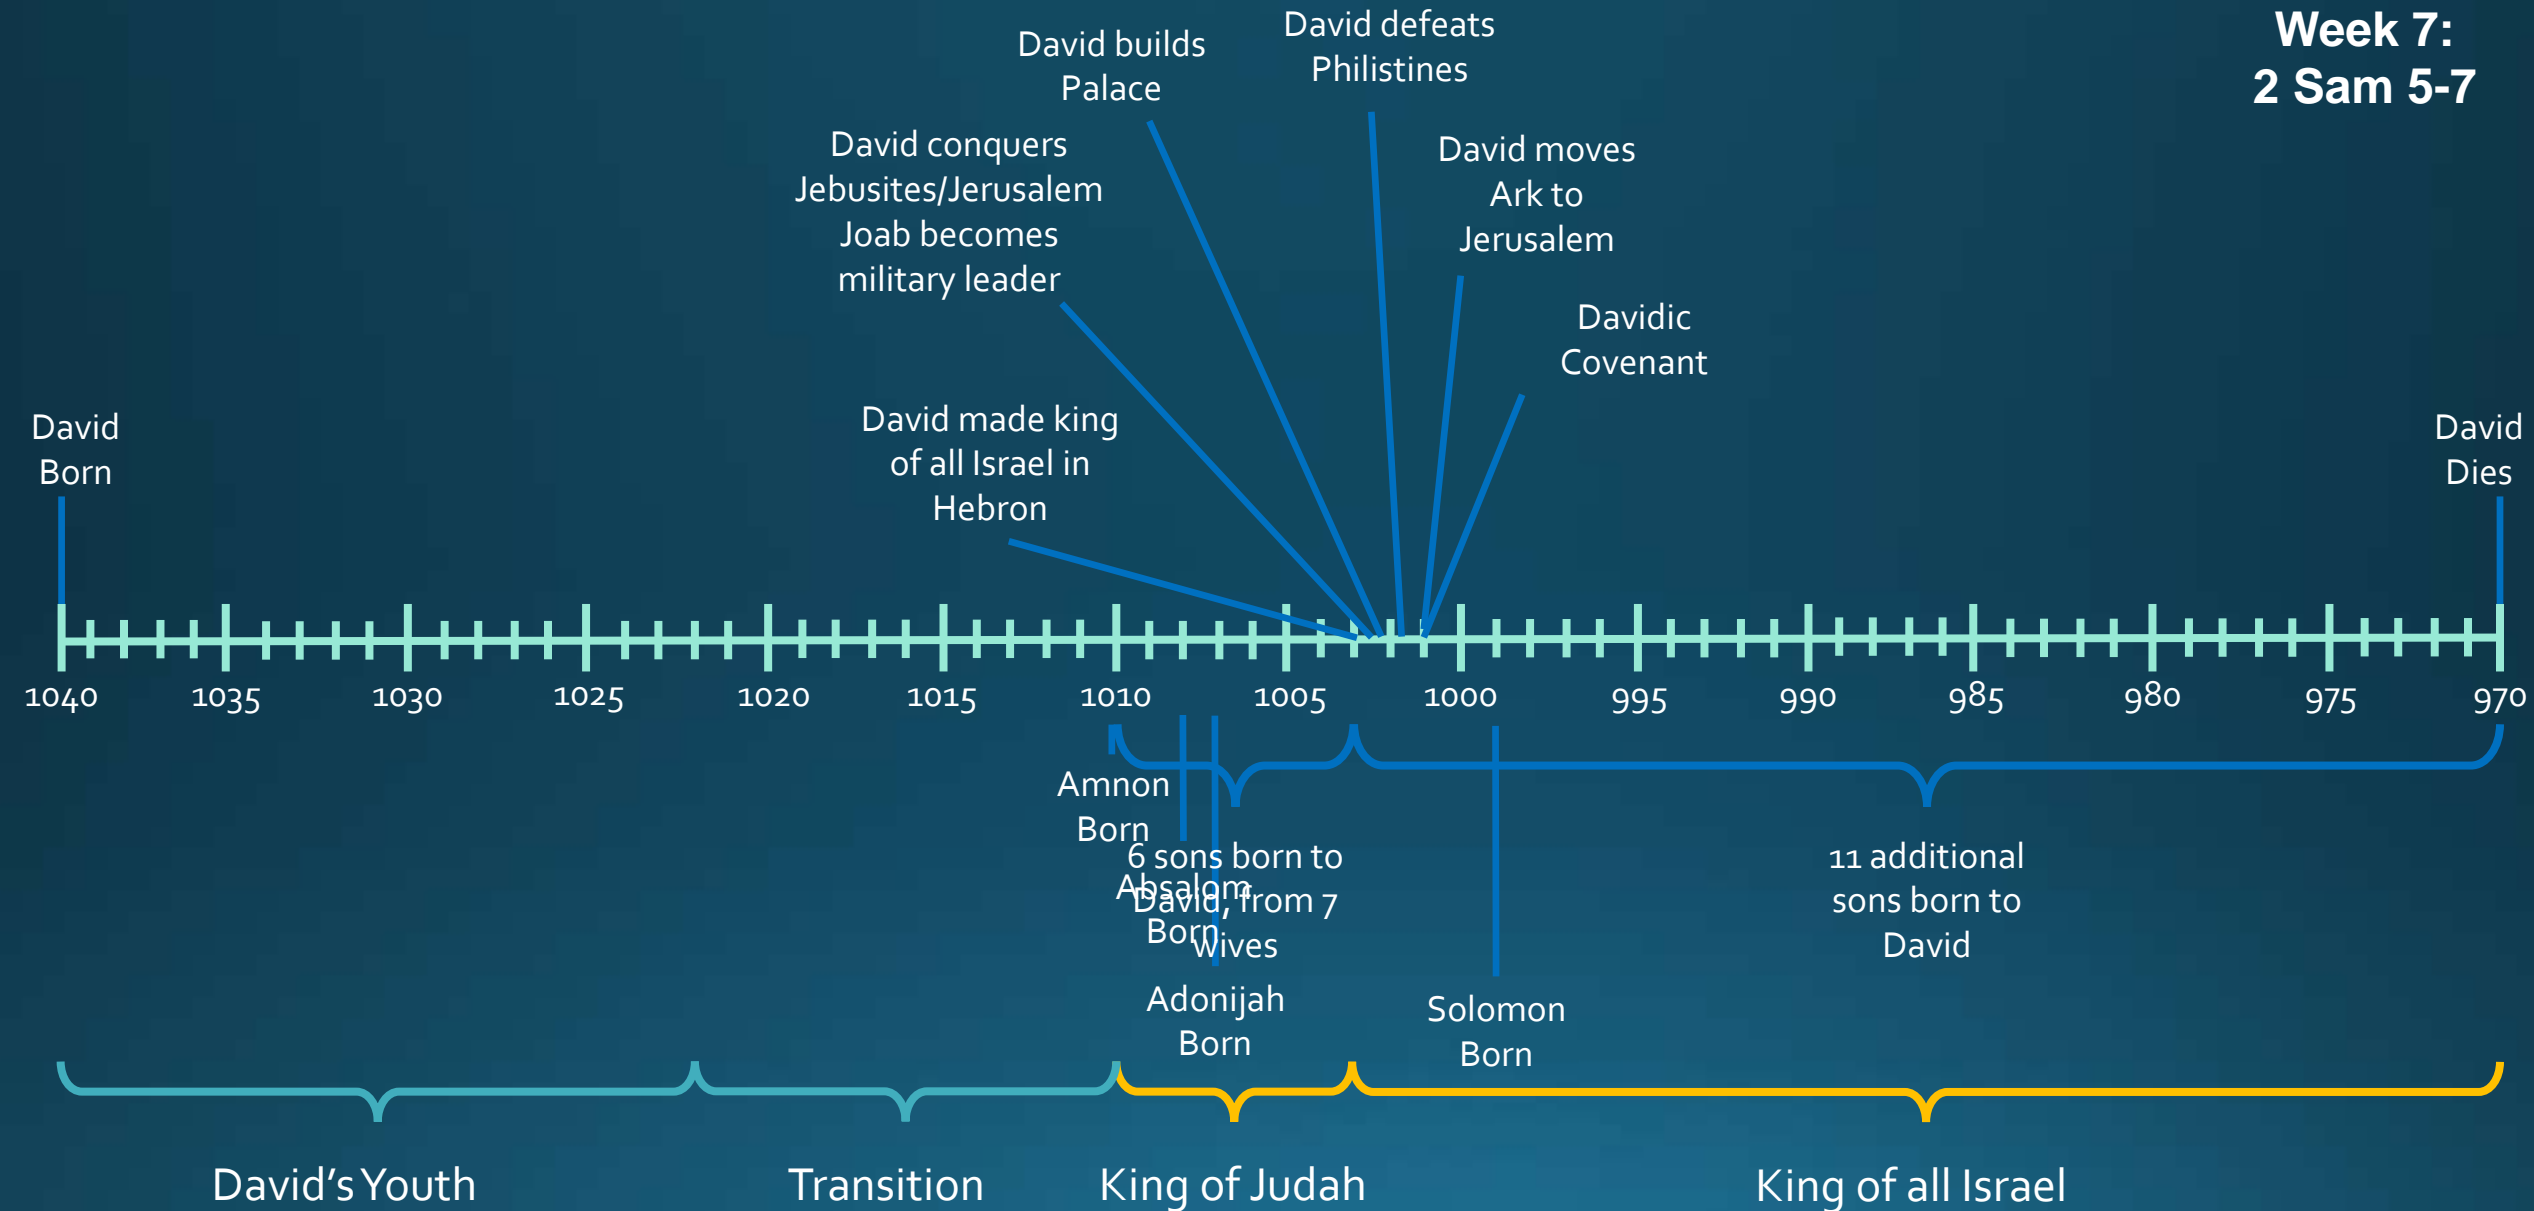 Week 7:
2 Sam 5-7
David defeats
Philistines
David builds
Palace
David conquers
Jebusites/Jerusalem
Joab becomes
military leader
David moves
Ark to
Jerusalem
Davidic
Covenant
David made king
of all Israel in
Hebron
David
Born
David
Dies
1040 1035 1030 1025 1020 1015 1010 1005 1000 995 990 985 980 975 970
Amnon
Born
6 sons born to
David, from 7
wives
Absalom
Born
Adonijah
Born
Solomon
Born
11 additional
sons born to
David
David's Youth
Transition
King of Judah
King of all Israel